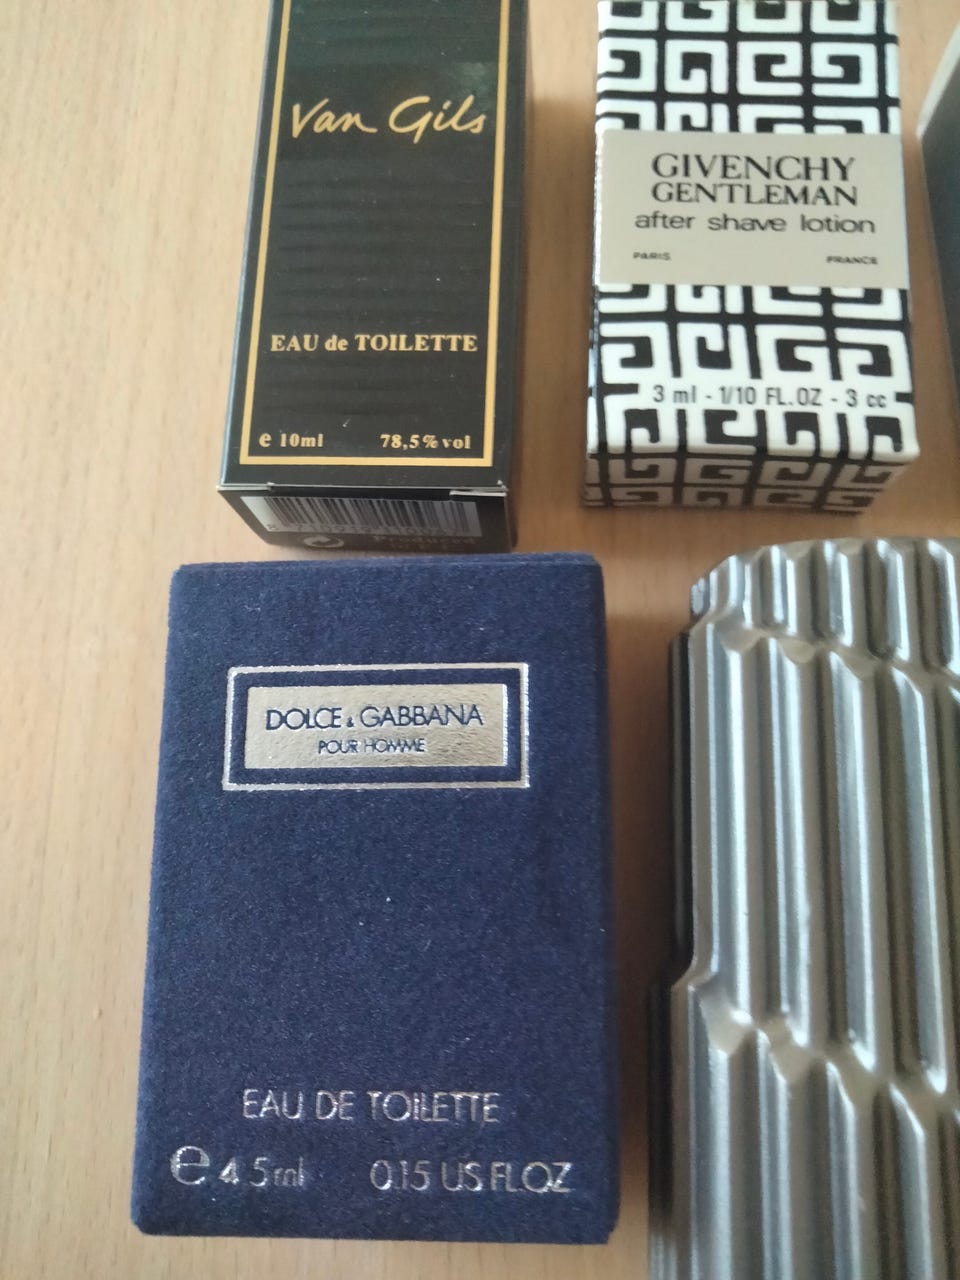 Van Gils
EAU de TOILETTE
e 10ml 78,5% vol
Produced
GIVENCHY
GENTLEMAN
after shave lotion
PARIS FRANCE
3 ml - 1/10 FL.OZ - 3 cc
DOLCE & GABBANA
POUR HOMME
EAU DE TOILETTE
e 4.5 ml 0.15 US FL.OZ